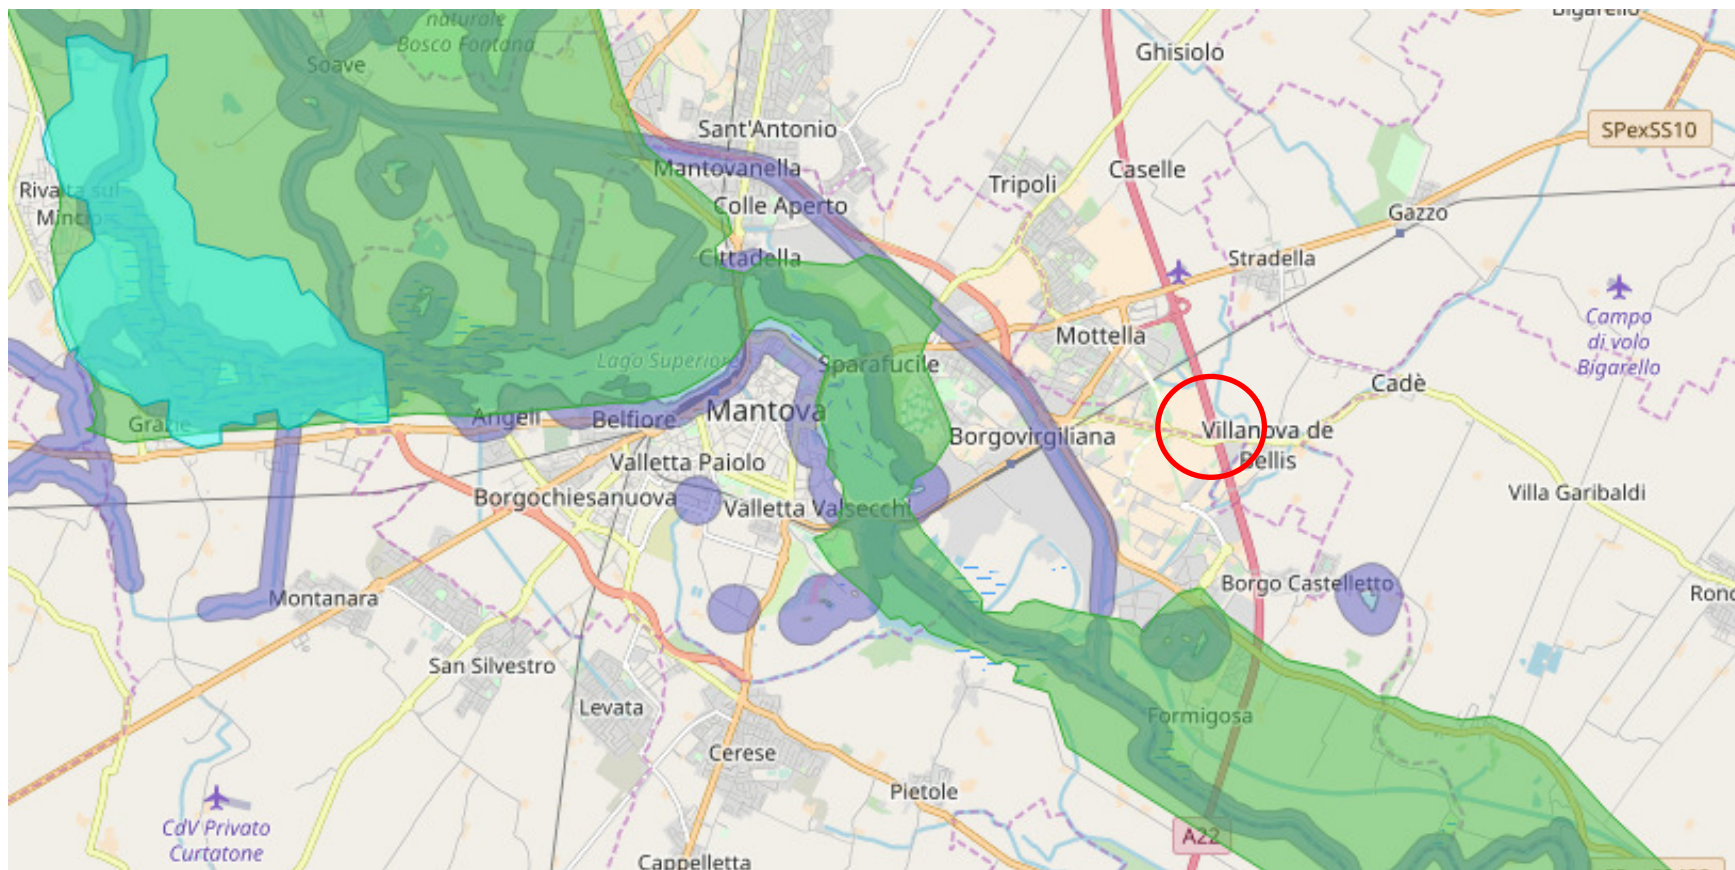 naturale
Bosco Fontana
Bigarello
Soave
Ghisiolo
Sant'Antonio
SPexSS10
Mantovanella
Caselle
Tripoli
Rivalta sul
Mincio
Colle Aperto
Gazzo
Cittadella
Stradella
Campo
di volo
Bigarello
Mottella
Lago Superiore
Sparafucile
Cadè
Mantova
Grazie
Angeli
Belfiore
Borgovirgiliana
Villanova de
Bellis
Valletta Paiolo
Borgochiesanuova
Valletta Valsecchi
Villa Garibaldi
Montanara
Borgo Castelletto
Ronc
San Silvestro
Levata
Formigosa
Cerese
Pietole
CdV Privato
Curtatone
A22
Cappelletta